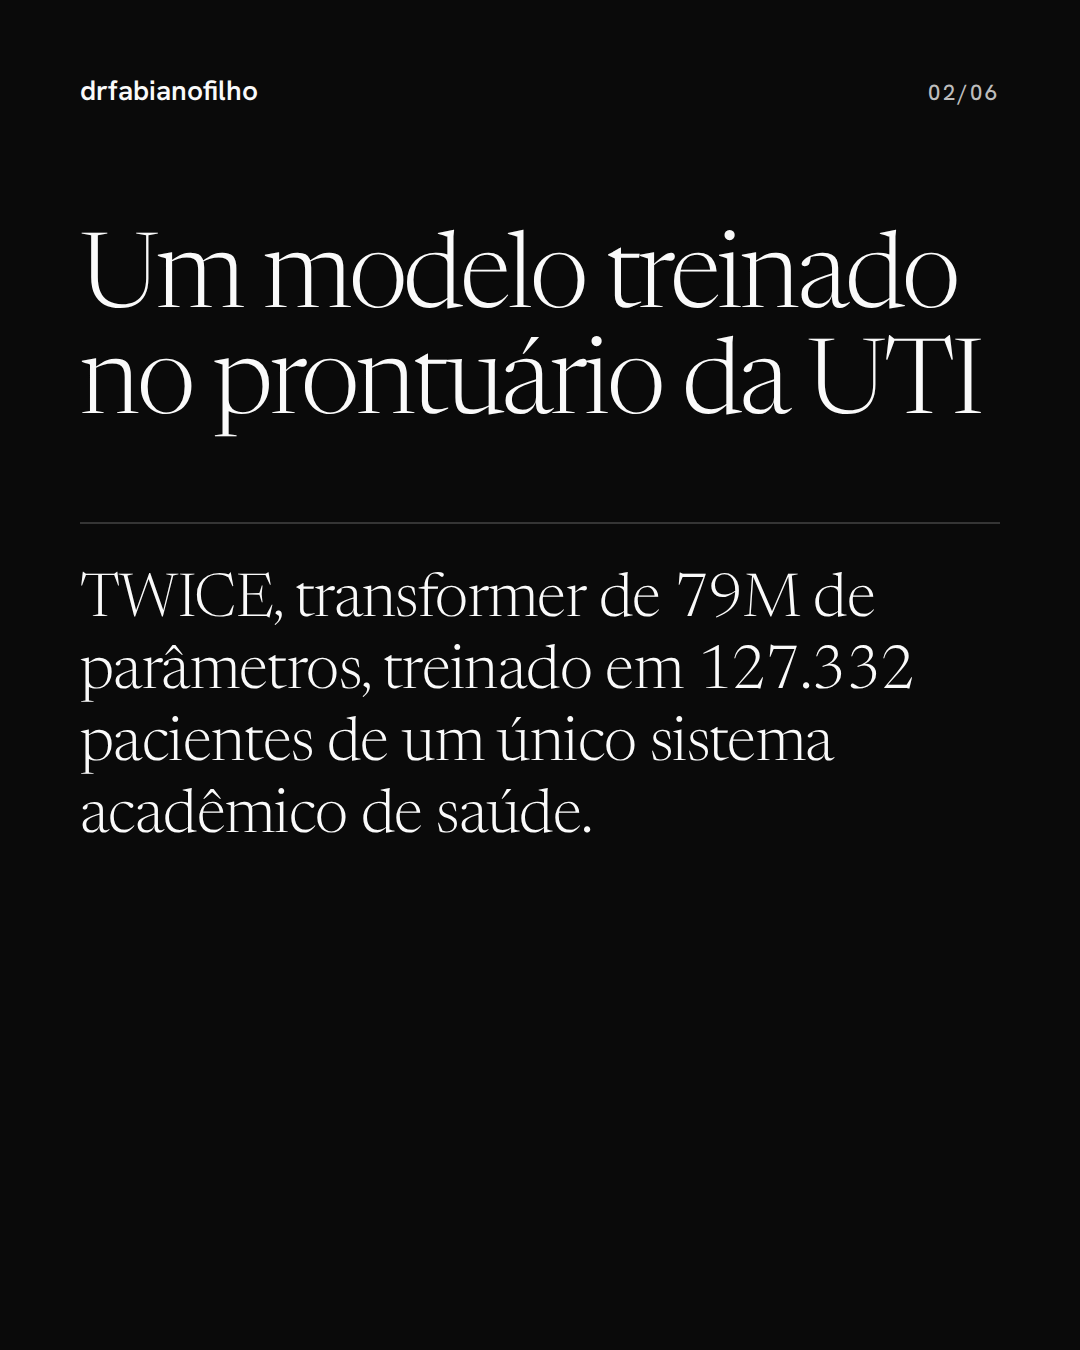 drfabianofilho
02/06
Um modelo treinado
no prontuário da UTI
TWICE, transformer de 79M de
parâmetros, treinado em 127.332
pacientes de um único sistema
acadêmico de saúde.